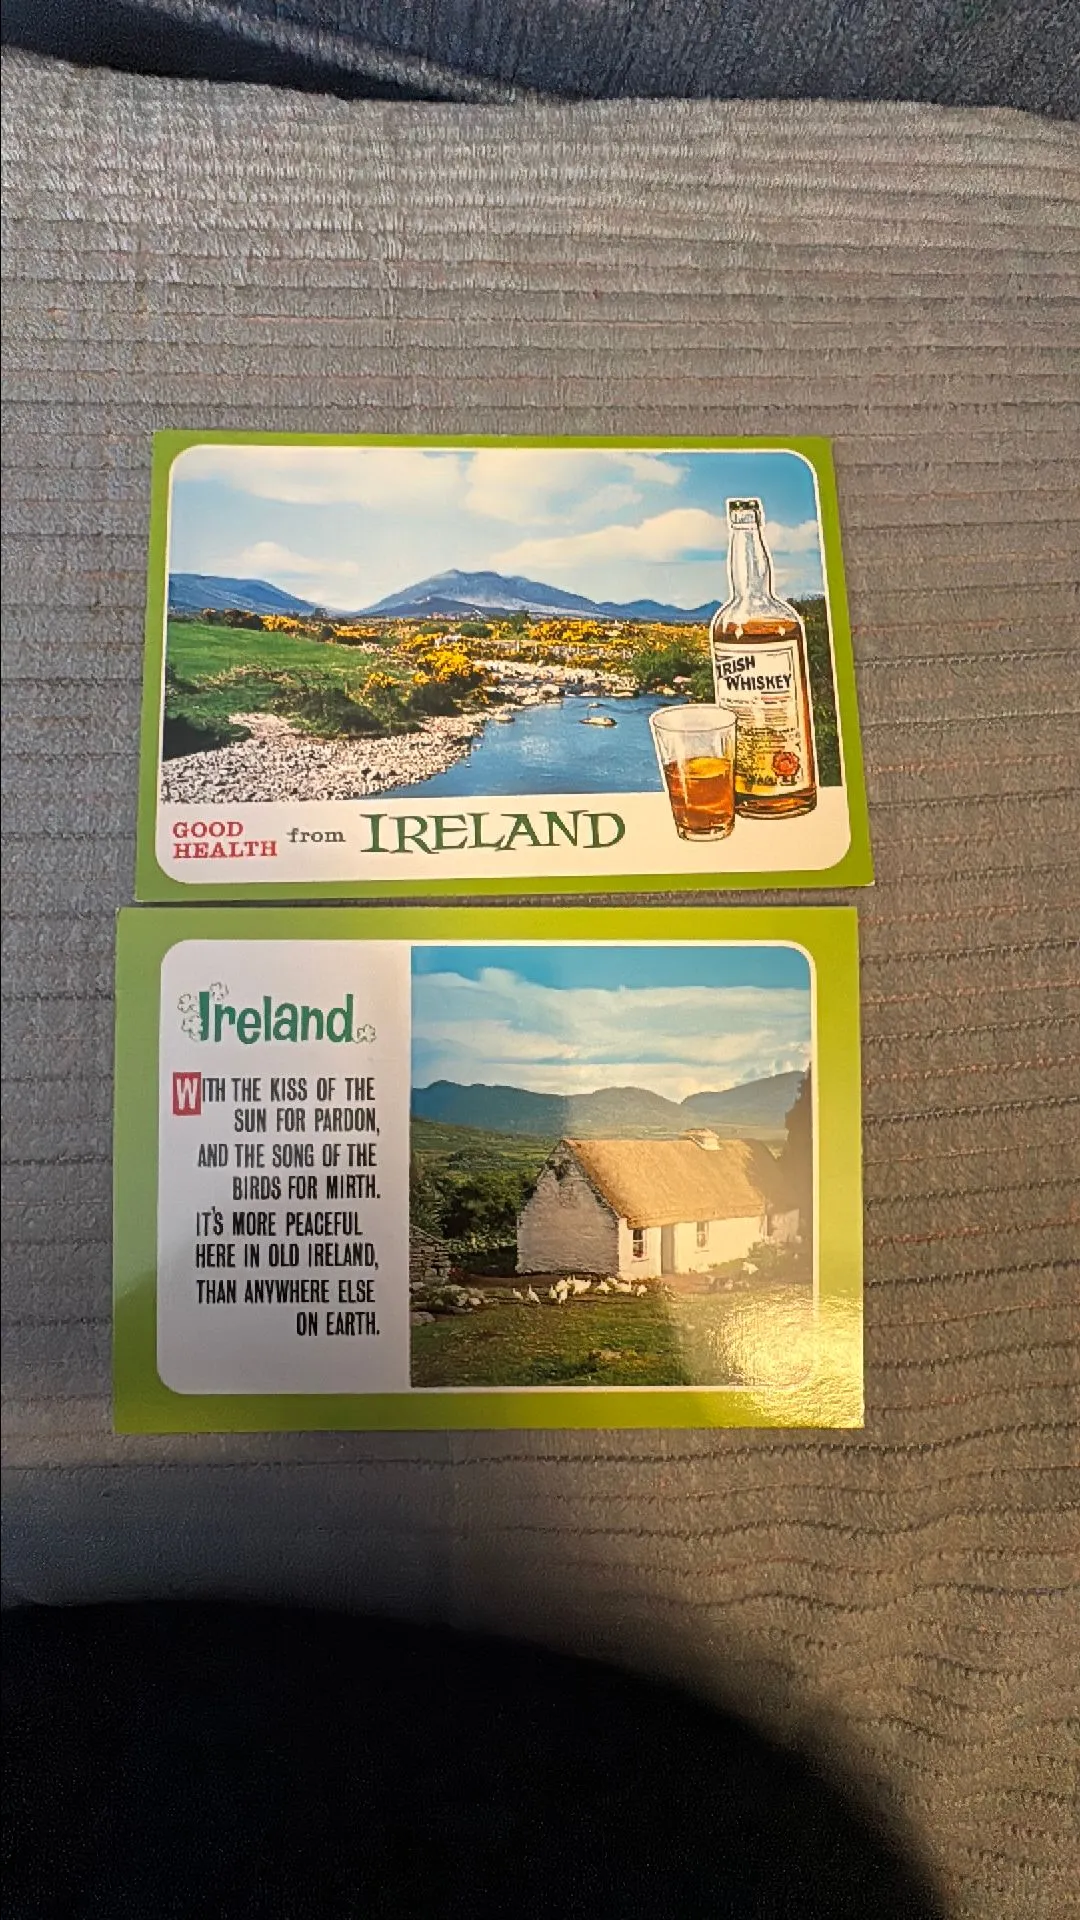 IRISH
WHISKEY
GOOD
HEALTH from IRELAND
Ireland
WITH THE KISS OF THE
SUN FOR PARDON,
AND THE SONG OF THE
BIRDS FOR MIRTH.
IT'S MORE PEACEFUL
HERE IN OLD IRELAND,
THAN ANYWHERE ELSE
ON EARTH.